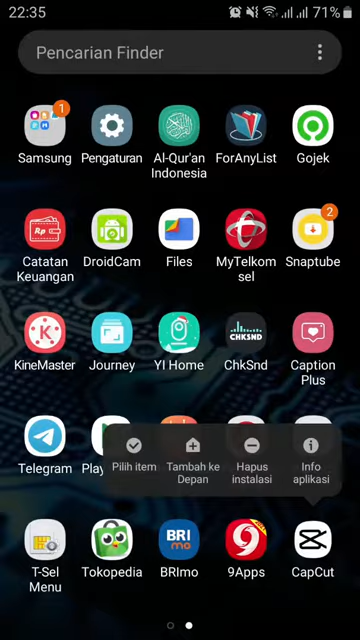 22:35 71%
Pencarian Finder
1
Samsung Pengaturan Al-Qur'an ForAnyList Gojek
Indonesia
Rp 2
Catatan DroidCam Files MyTelkom Snaptube
Keuangan sel
CHKSND
KineMaster Journey YI Home ChkSnd Caption
Plus
Telegram Play
Pilih item Tambah ke Hapus Info
Depan instalasi aplikasi
BRI
mo
T-Sel Tokopedia BRImo 9Apps CapCut
Menu